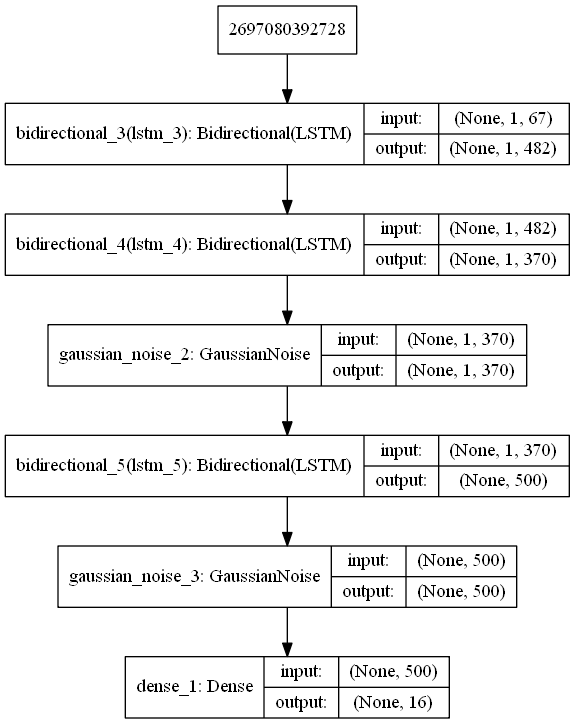 2697080392728
bidirectional_3(lstm_3): Bidirectional(LSTM)
input:
(None, 1, 67)
output:
(None, 1, 482)
bidirectional_4(lstm_4): Bidirectional(LSTM)
input:
(None, 1, 482)
output:
(None, 1, 370)
gaussian_noise_2: GaussianNoise
input:
(None, 1, 370)
output:
(None, 1, 370)
bidirectional_5(lstm_5): Bidirectional(LSTM)
input:
(None, 1, 370)
output:
(None, 500)
gaussian_noise_3: GaussianNoise
input:
(None, 500)
output:
(None, 500)
dense_1: Dense
input:
(None, 500)
output:
(None, 16)